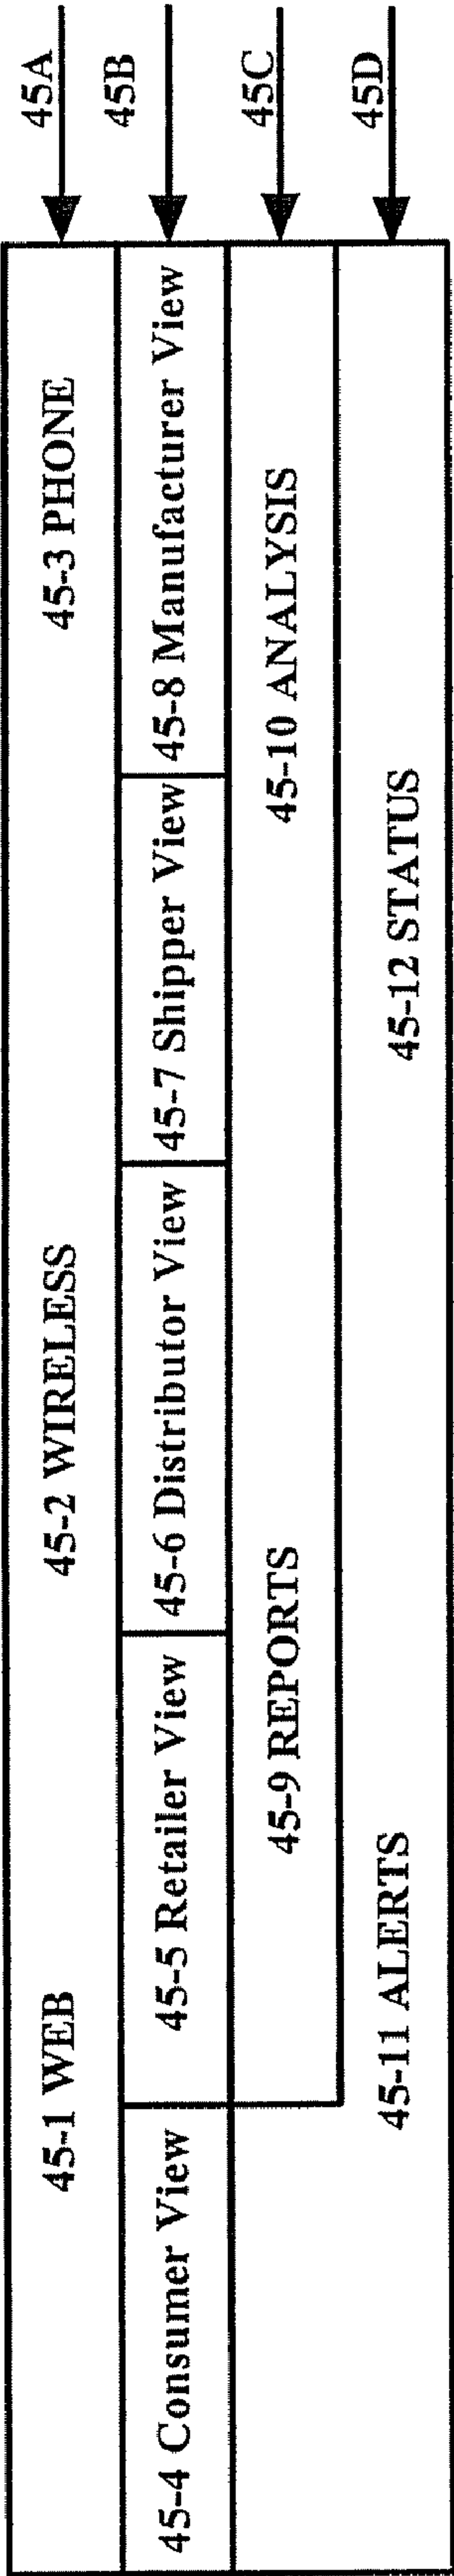 45-1 WEB 45-2 WIRELESS 45-3 PHONE 45A
45-4 Consumer View 45-5 Retailer View 45-6 Distributor View 45-7 Shipper View 45-8 Manufacturer View 45B
45-9 REPORTS 45-10 ANALYSIS 45C
45-11 ALERTS 45-12 STATUS 45D